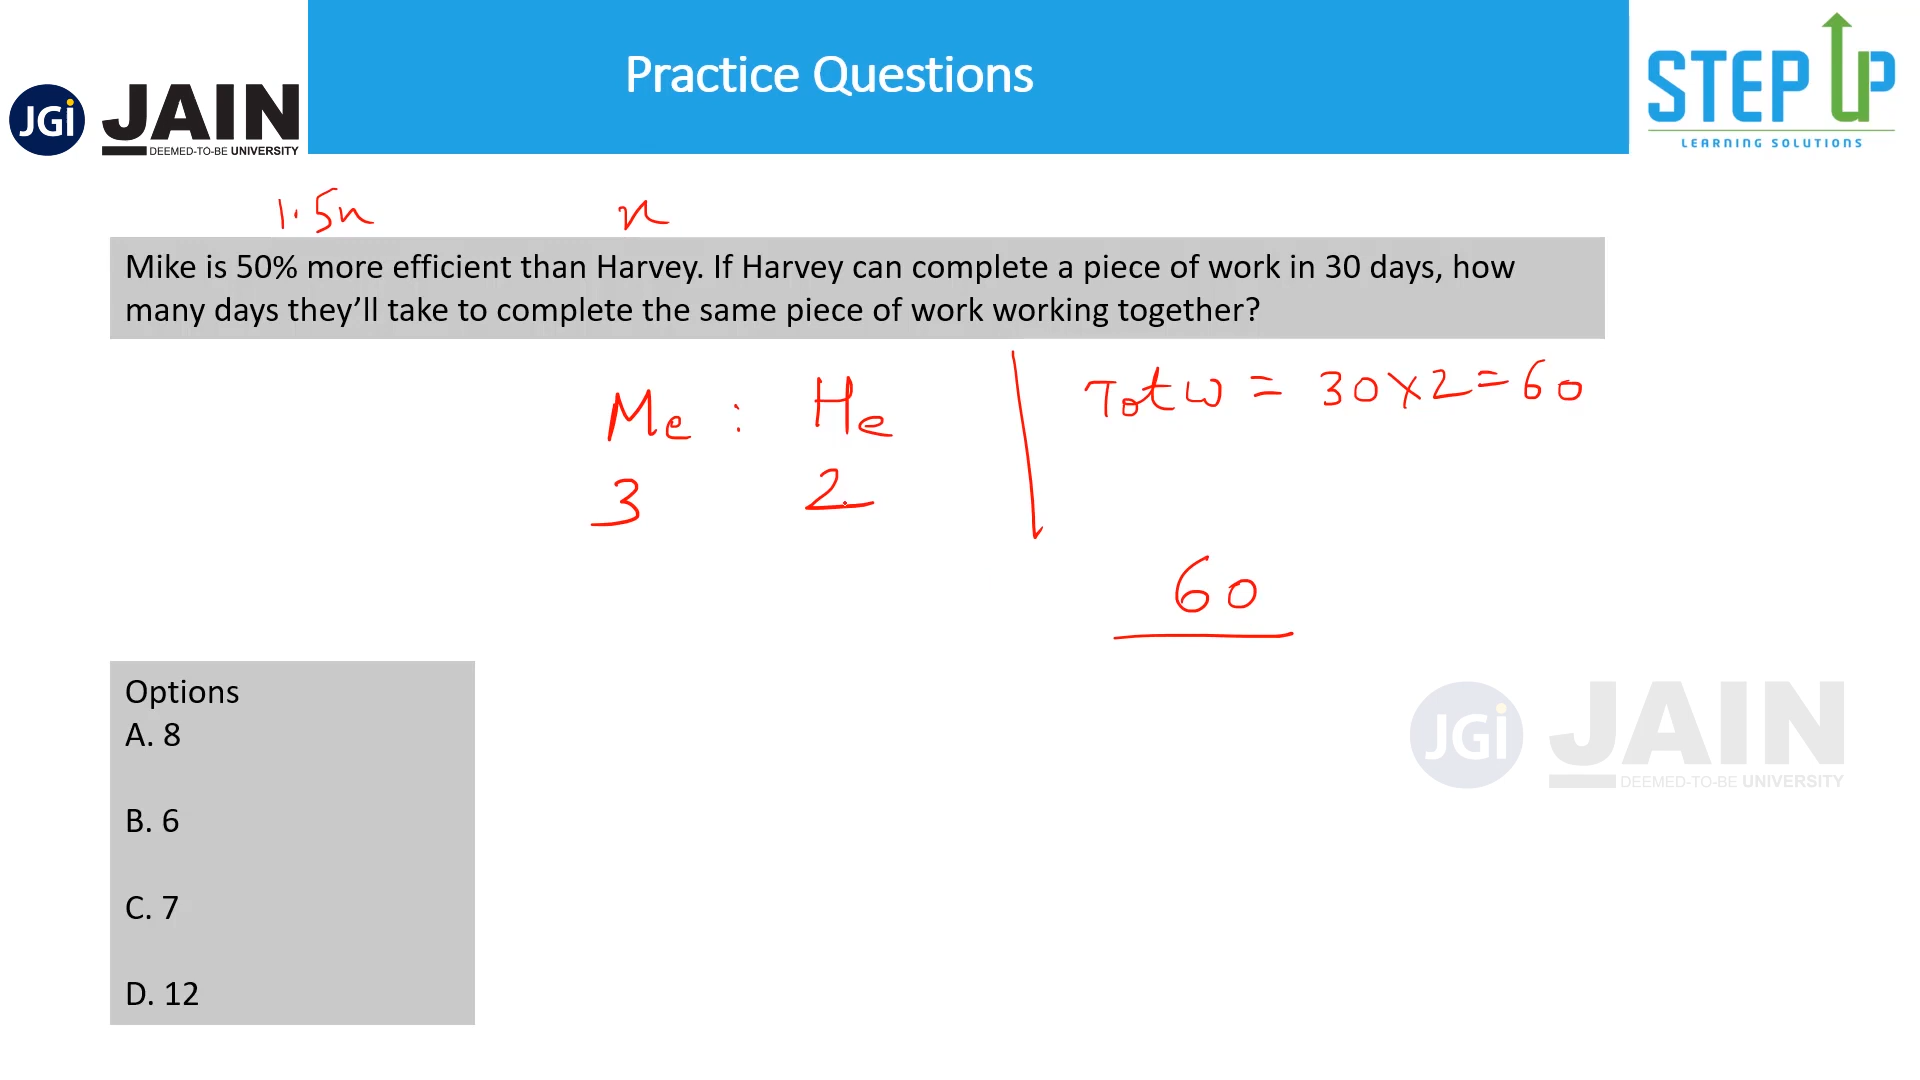 Practice Questions
JGi JAIN
DEEMED-TO-BE UNIVERSITY
STEP UP
LEARNING SOLUTIONS
1.5x x
Mike is 50% more efficient than Harvey. If Harvey can complete a piece of work in 30 days, how
many days they’ll take to complete the same piece of work working together?
Me : He
3 2
Tot W = 30 × 2 = 60
60
Options
A. 8
B. 6
C. 7
D. 12
JGi JAIN
DEEMED-TO-BE UNIVERSITY